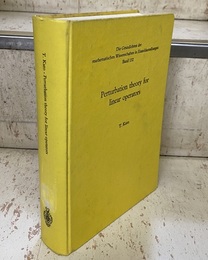 Die Grundlehren der
mathematischen Wissenschaften in Einzeldarstellungen
Band 132
Perturbation theory for
linear operators
T. Kato
T. Kato · Perturbation theory for linear operators